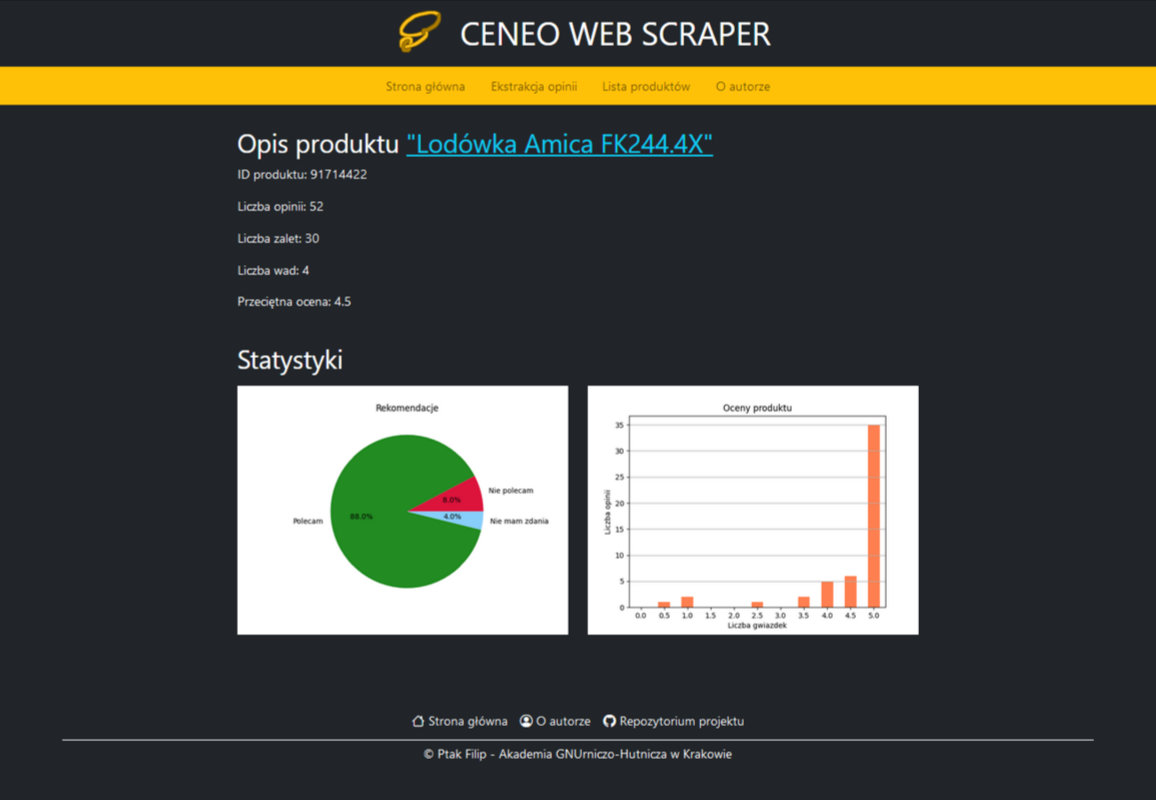 CENEO WEB SCRAPER
Strona główna Ekstrakcja opinii Lista produktów O autorze
Opis produktu "Lodówka Amica FK244.4X"
ID produktu: 91714422
Liczba opinii: 52
Liczba zalet: 30
Liczba wad: 4
Przeciętna ocena: 4.5
Statystyki
Rekomendacje
Nie polecam
8.0%
88.0%
4.0%
Polecam
Nie mam zdania
Oceny produktu
35
30
25
20
15
10
5
0
Liczba opinii
0.0 0.5 1.0 1.5 2.0 2.5 3.0 3.5 4.0 4.5 5.0
Liczba gwiazdek
Strona główna O autorze Repozytorium projektu
© Ptak Filip - Akademia GNUrniczo-Hutnicza w Krakowie